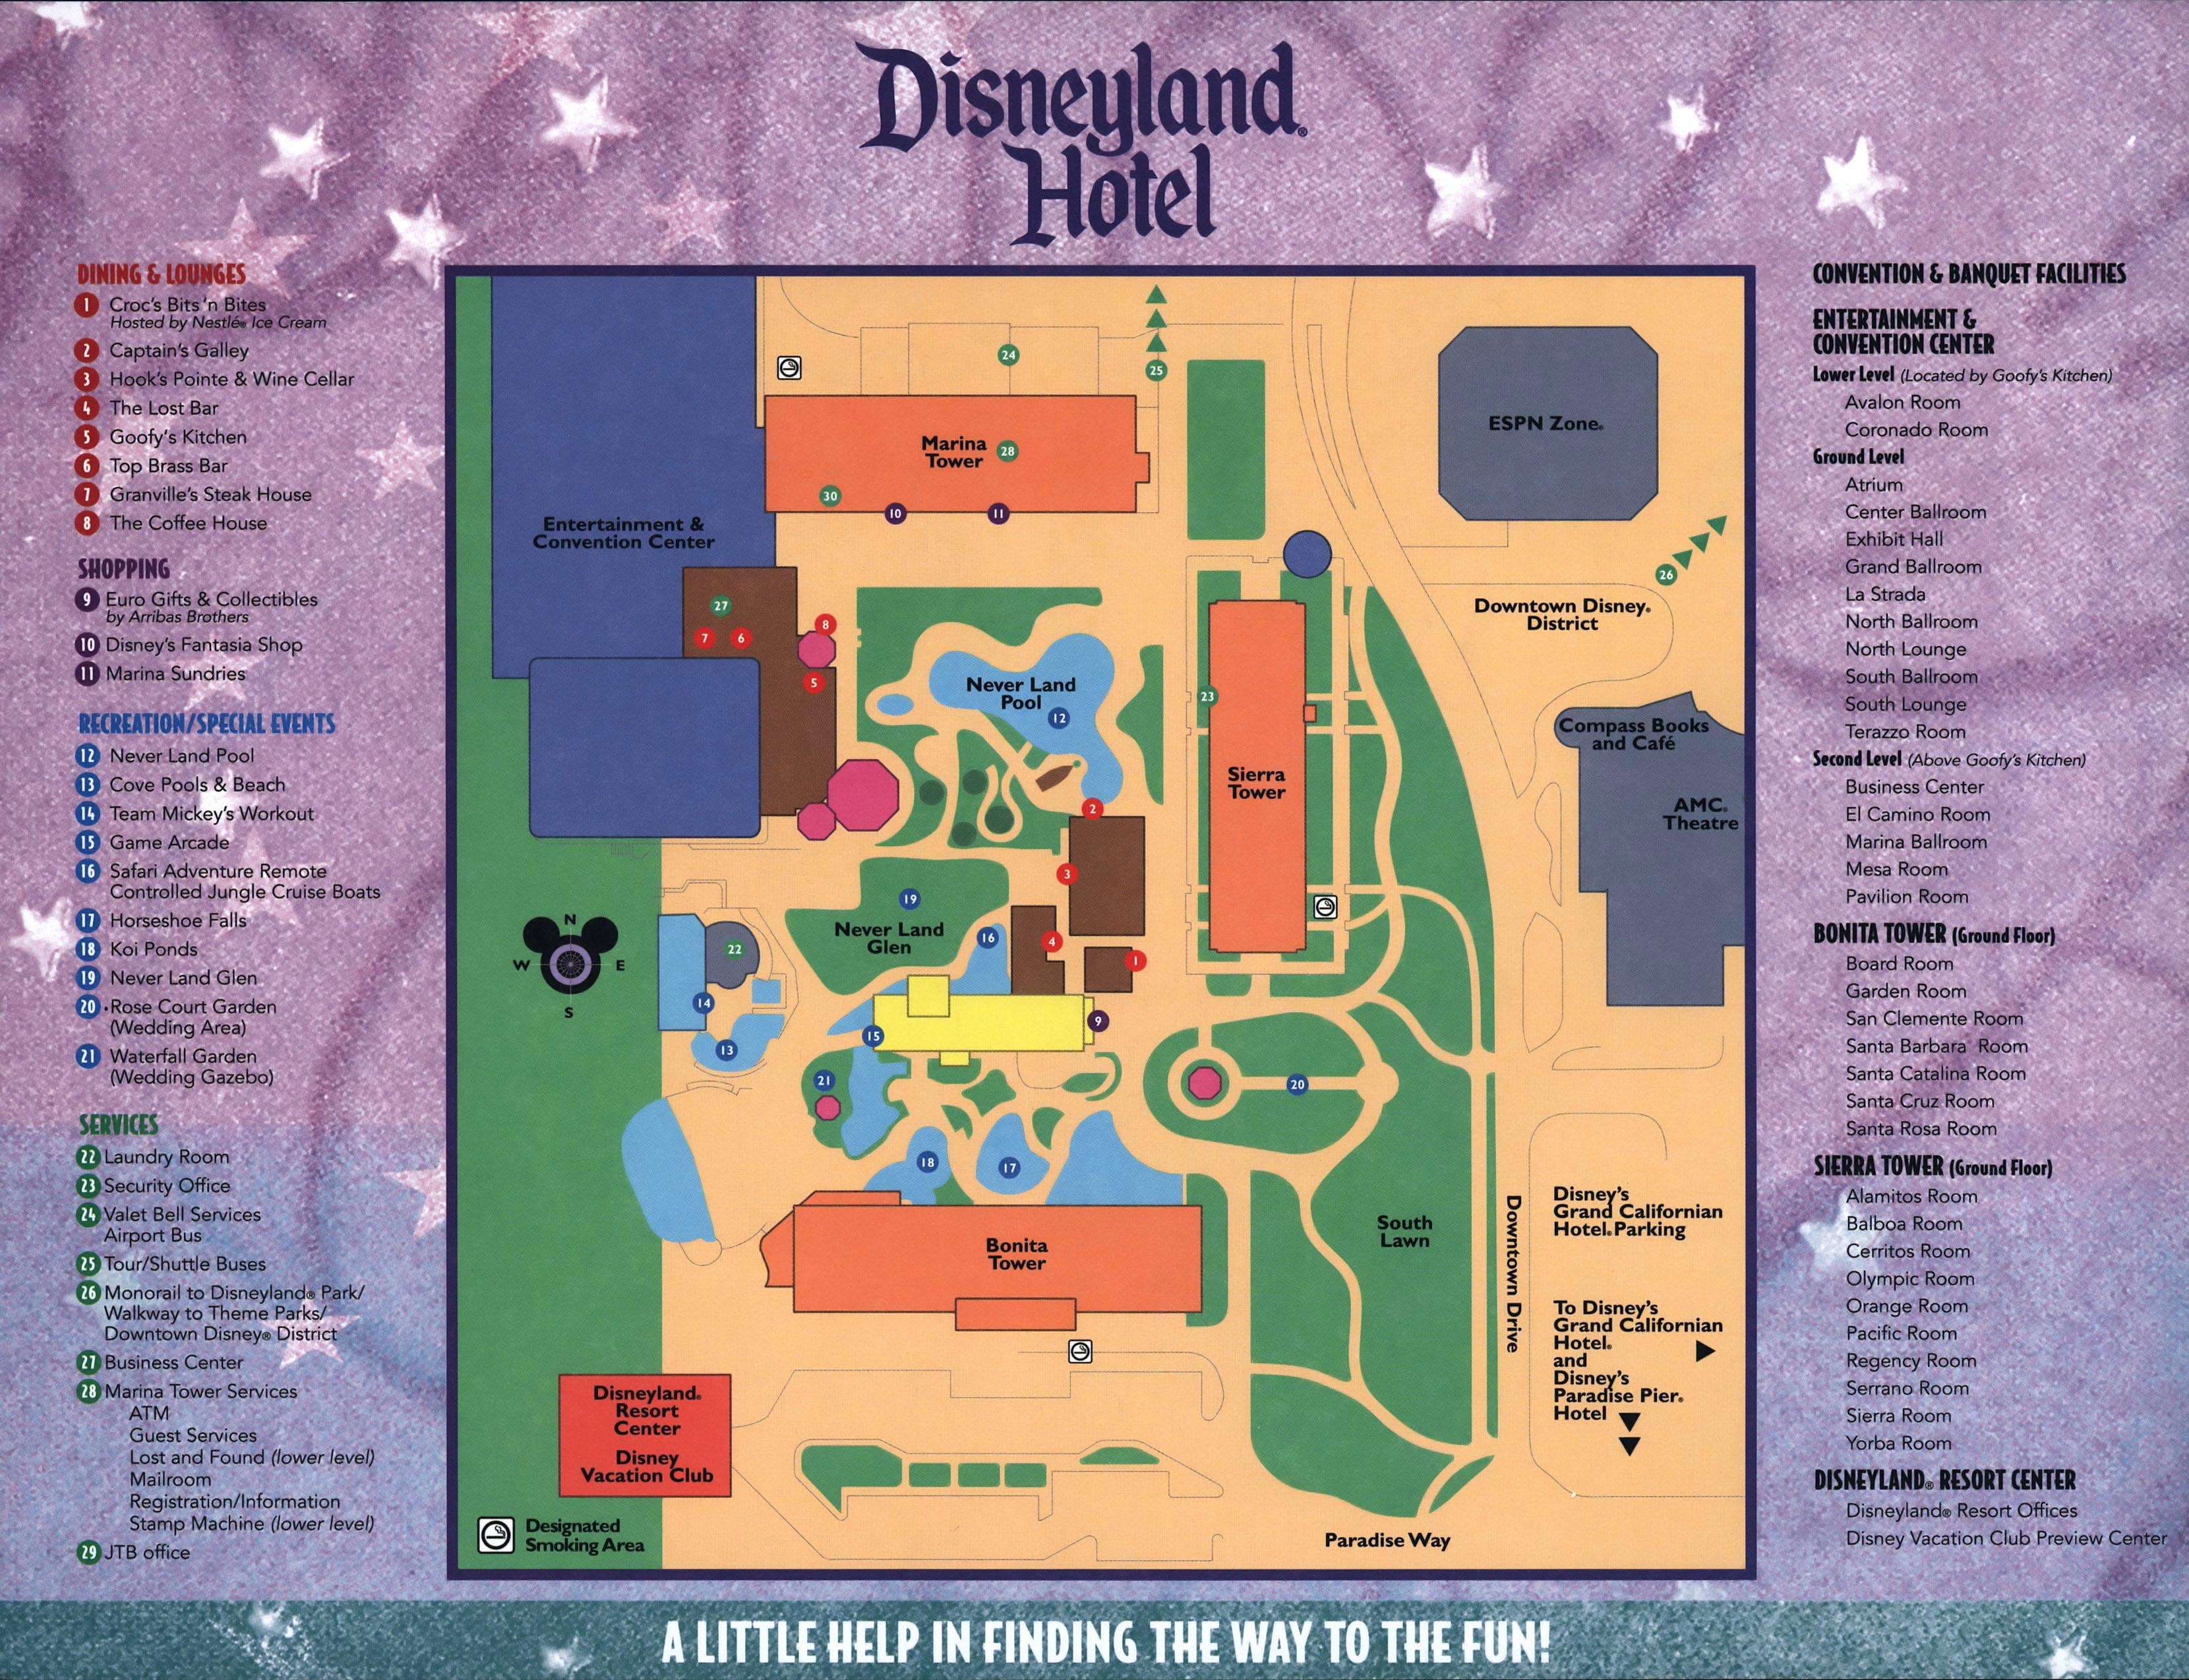 Disneyland®
Hotel
DINING & LOUNGES
1 Croc's Bits 'n Bites
Hosted by Nestlé® Ice Cream
2 Captain's Galley
3 Hook's Pointe & Wine Cellar
4 The Lost Bar
5 Goofy's Kitchen
6 Top Brass Bar
7 Granville's Steak House
8 The Coffee House
SHOPPING
9 Euro Gifts & Collectibles
by Arribas Brothers
10 Disney's Fantasia Shop
11 Marina Sundries
RECREATION/SPECIAL EVENTS
12 Never Land Pool
13 Cove Pools & Beach
14 Team Mickey's Workout
15 Game Arcade
16 Safari Adventure Remote
Controlled Jungle Cruise Boats
17 Horseshoe Falls
18 Koi Ponds
19 Never Land Glen
20 Rose Court Garden
(Wedding Area)
21 Waterfall Garden
(Wedding Gazebo)
SERVICES
22 Laundry Room
23 Security Office
24 Valet Bell Services
Airport Bus
25 Tour/Shuttle Buses
26 Monorail to Disneyland® Park/
Walkway to Theme Parks/
Downtown Disney® District
27 Business Center
28 Marina Tower Services
ATM
Guest Services
Lost and Found (lower level)
Mailroom
Registration/Information
Stamp Machine (lower level)
29 JTB office
24
25
Marina
Tower
28
30
10
11
ESPN Zone®
Entertainment &
Convention Center
26
Downtown Disney®
District
27
7
6
8
5
Never Land
Pool
12
23
Sierra
Tower
Compass Books
and Café
AMC®
Theatre
2
3
19
Never Land
Glen
16
4
1
N
W
E
S
22
14
13
15
9
21
20
18
17
Bonita
Tower
South
Lawn
Downtown Drive
Disney's
Grand Californian
Hotel® Parking
To Disney's
Grand Californian
Hotel®
and
Disney's
Paradise Pier®
Hotel
Disneyland®
Resort
Center
Disney
Vacation Club
Designated
Smoking Area
Paradise Way
CONVENTION & BANQUET FACILITIES
ENTERTAINMENT &
CONVENTION CENTER
Lower Level (Located by Goofy's Kitchen)
Avalon Room
Coronado Room
Ground Level
Atrium
Center Ballroom
Exhibit Hall
Grand Ballroom
La Strada
North Ballroom
North Lounge
South Ballroom
South Lounge
Terazzo Room
Second Level (Above Goofy's Kitchen)
Business Center
El Camino Room
Marina Ballroom
Mesa Room
Pavilion Room
BONITA TOWER (Ground Floor)
Board Room
Garden Room
San Clemente Room
Santa Barbara Room
Santa Catalina Room
Santa Cruz Room
Santa Rosa Room
SIERRA TOWER (Ground Floor)
Alamitos Room
Balboa Room
Cerritos Room
Olympic Room
Orange Room
Pacific Room
Regency Room
Serrano Room
Sierra Room
Yorba Room
DISNEYLAND® RESORT CENTER
Disneyland® Resort Offices
Disney Vacation Club Preview Center
A LITTLE HELP IN FINDING THE WAY TO THE FUN!